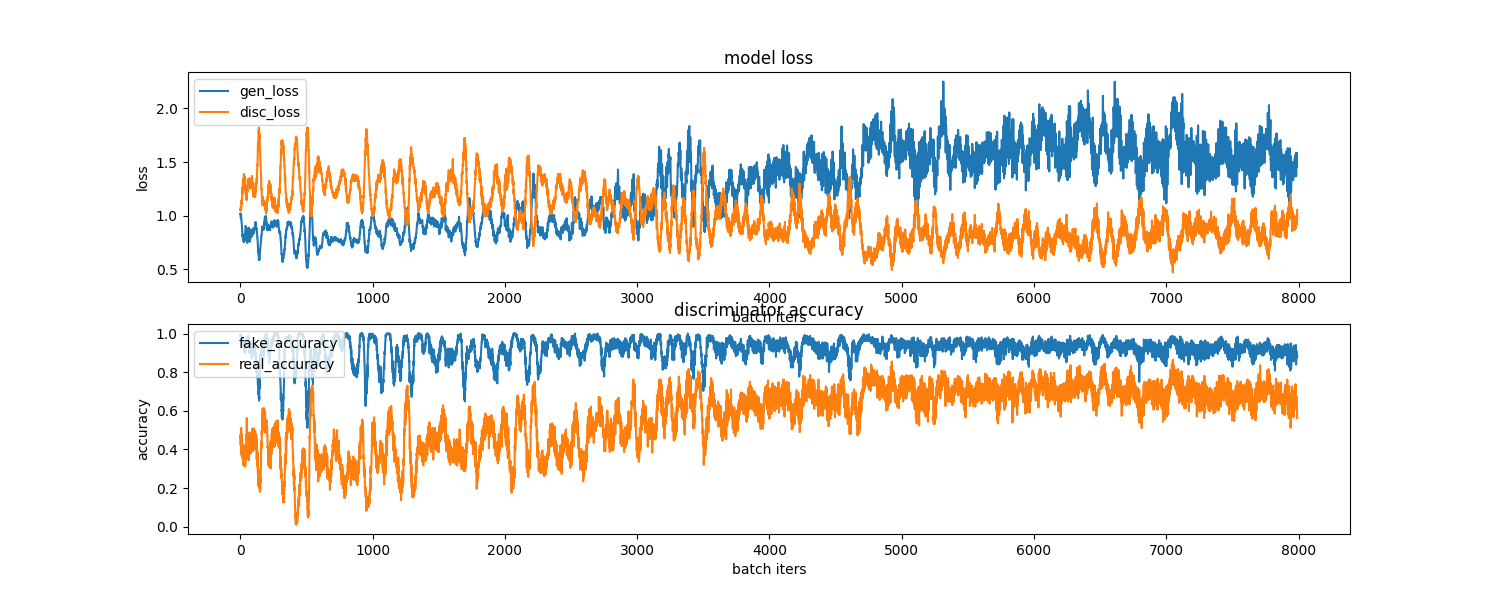 model loss
gen_loss
disc_loss
loss
2.0
1.5
1.0
0.5
0 1000 2000 3000 4000 5000 6000 7000 8000
batch iters
discriminator accuracy
fake_accuracy
real_accuracy
accuracy
1.0
0.8
0.6
0.4
0.2
0.0
0 1000 2000 3000 4000 5000 6000 7000 8000
batch iters